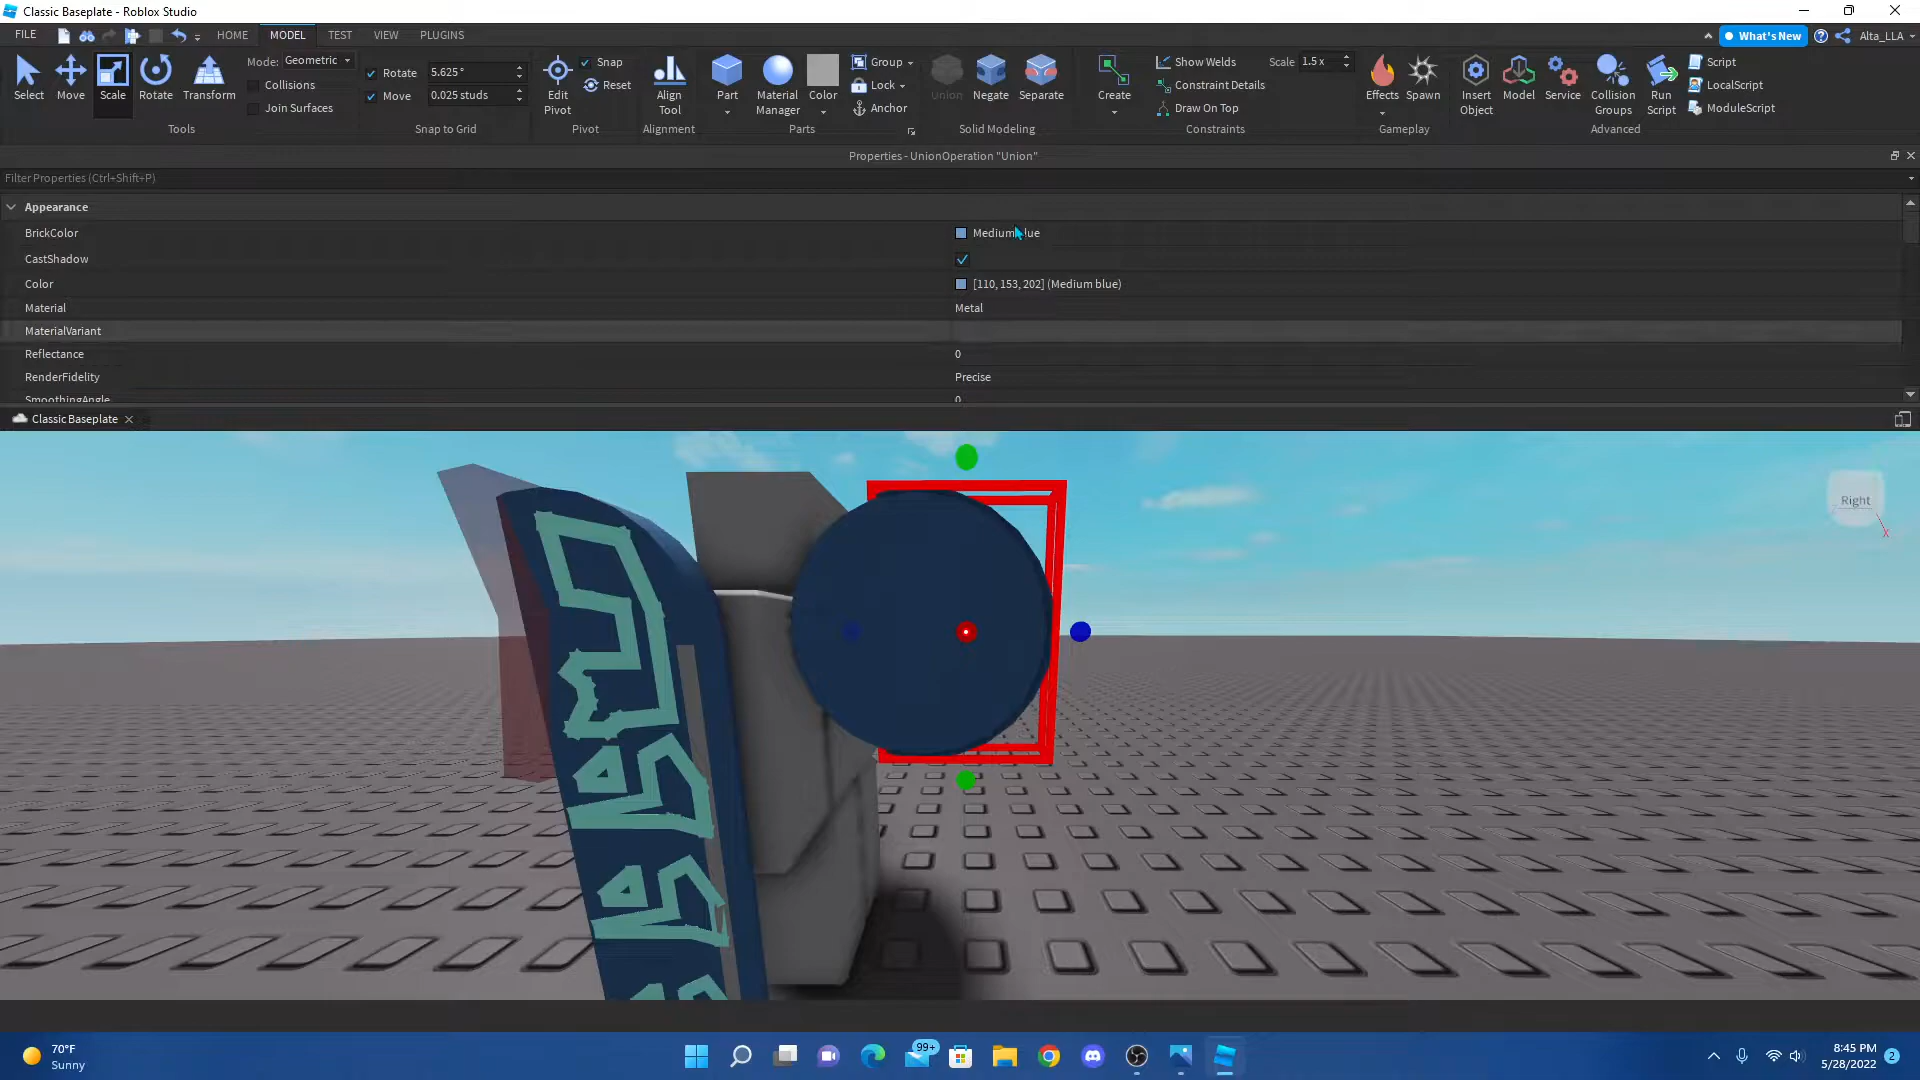 Classic Baseplate - Roblox Studio
FILE HOME MODEL TEST VIEW PLUGINS What's New Alta_LLA
Select Move Scale Rotate Transform
Mode: Geometric
Collisions
Join Surfaces
Tools
Rotate 5.625 °
Move 0.025 studs
Snap to Grid
Edit Pivot
Snap
Reset
Pivot
Align Tool
Alignment
Part
Material Manager
Color
Group
Lock
Anchor
Parts
Union Negate Separate
Solid Modeling
Create
Show Welds
Curve Details
Scale 1.5 x
Constraint Details
Draw On Top
Constraints
Effects Spawn
Gameplay
Insert Object
Model
Service
Collision Groups
Run Script
Script
LocalScript
ModuleScript
Advanced
Properties - UnionOperation "Union"
Filter Properties (Ctrl+Shift+P)
Appearance
BrickColor Medium blue
CastShadow
Color [110, 153, 202] (Medium blue)
Material Metal
MaterialVariant
Reflectance 0
RenderFidelity Precise
SmoothingAngle 0
Classic Baseplate
Right
X
70°F
Sunny
99+
8:45 PM
5/28/2022
2